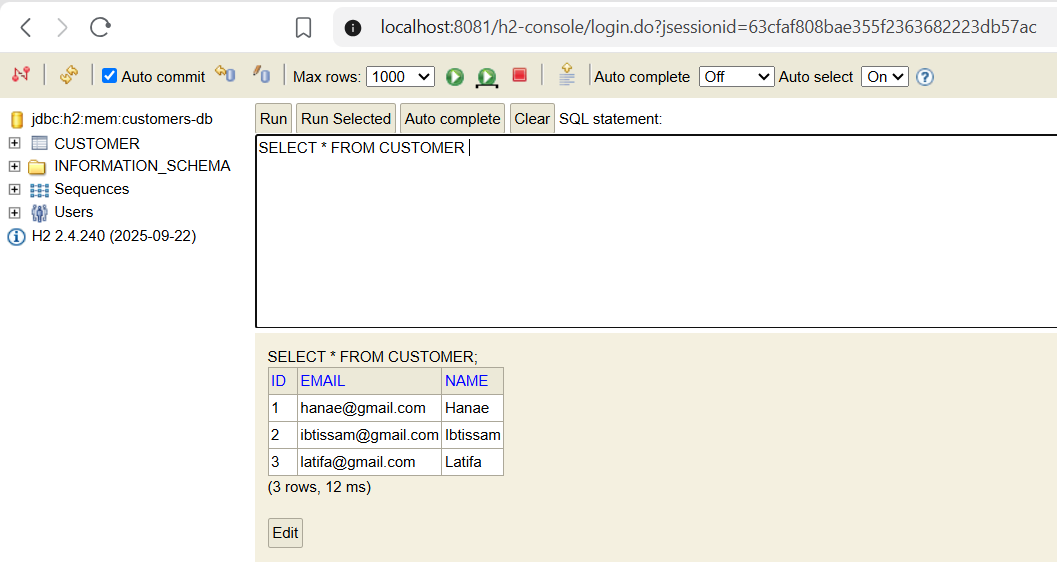 localhost:8081/h2-console/login.do?jsessionid=63cfaf808bae355f2363682223db57ac
Auto commit Max rows: 1000 Auto complete Off Auto select On
jdbc:h2:mem:customers-db
CUSTOMER
INFORMATION_SCHEMA
Sequences
Users
H2 2.4.240 (2025-09-22)
Run Run Selected Auto complete Clear SQL statement:
SELECT * FROM CUSTOMER
SELECT * FROM CUSTOMER;
ID EMAIL NAME
1 hanae@gmail.com Hanae
2 ibtissam@gmail.com Ibtissam
3 latifa@gmail.com Latifa
(3 rows, 12 ms)
Edit